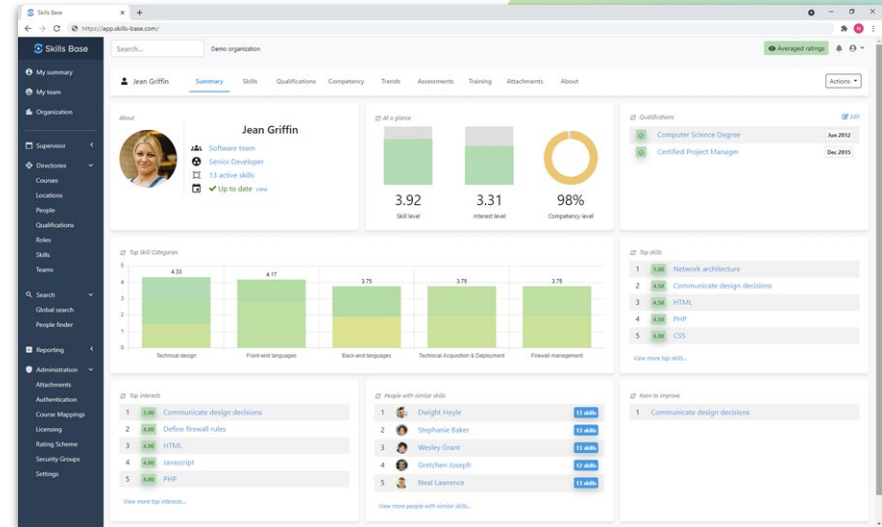 Skills Base
https://app.skills-base.com/
Skills Base
Search...
Demo organization
Averaged ratings
My summary
My team
Organization
Supervisor
Directories
Courses
Locations
People
Qualifications
Roles
Skills
Teams
Search
Global search
People finder
Reporting
Administration
Attachments
Authentication
Course Mappings
Licensing
Rating Scheme
Security Groups
Settings
Jean Griffin Summary Skills Qualifications Competency Trends Assessments Training Attachments About Actions
About
Jean Griffin
Software team
Senior Developer
13 active skills
Up to date view
At a glance
3.92 3.31 98%
Skill level Interest level Competency level
Qualifications Edit
Computer Science Degree Jun 2012
Certified Project Manager Dec 2015
Top Skill Categories
5
4
3
2
1
0
4.33 4.17 3.75 3.75 3.75
Technical design Front-end languages Back-end languages Technical Acquisition & Deployment Firewall management
Top skills
1 5.00 Network architecture
2 4.50 Communicate design decisions
3 4.50 HTML
4 4.50 PHP
5 4.00 CSS
View more top skills...
Top interests
1 5.00 Communicate design decisions
2 4.00 Define firewall rules
3 4.00 HTML
4 4.00 Javascript
5 4.00 PHP
View more top interests...
People with similar skills
1 Dwight Hoyle 13 skills
2 Stephanie Baker 13 skills
3 Wesley Grant 13 skills
4 Gretchen Joseph 12 skills
5 Neal Lawrence 13 skills
View more people with similar skills...
Keen to improve
1 Communicate design decisions